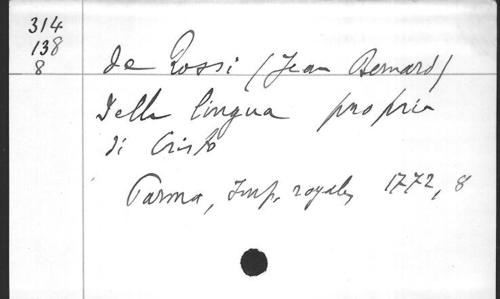 314
138
8
de Rossi (Jean Bernard)
Della lingua propria
di Cristo
Parma, Imp. royale, 1772, 8